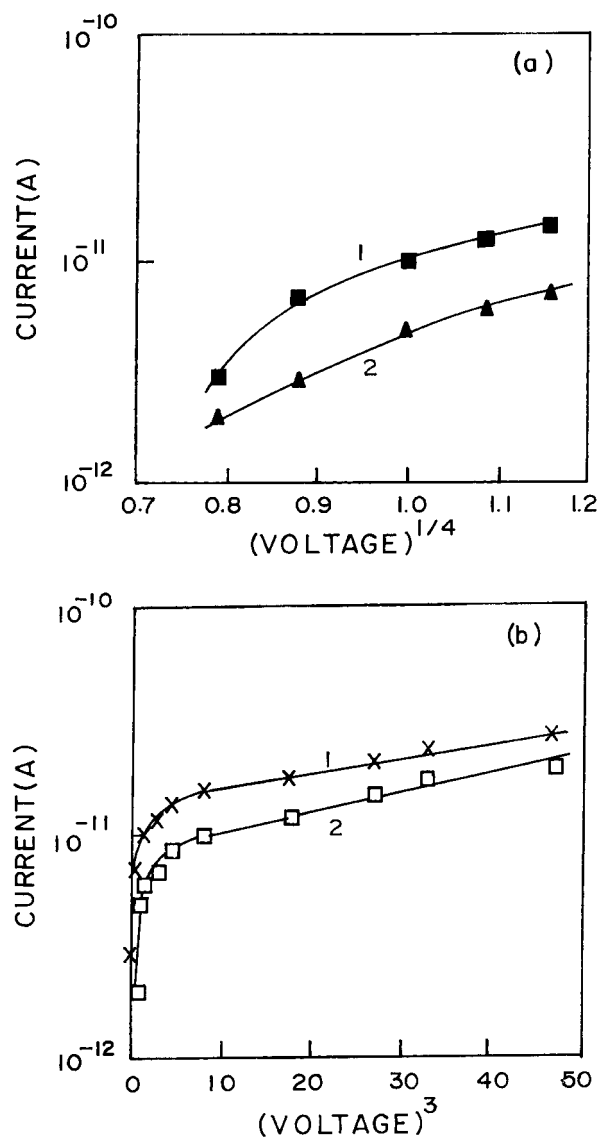 (a)
10^-10
10^-11
10^-12
CURRENT(A)
1
2
0.7 0.8 0.9 1.0 1.1 1.2
(VOLTAGE)^1/4
(b)
10^-10
10^-11
10^-12
CURRENT(A)
1
2
0 10 20 30 40 50
(VOLTAGE)^3